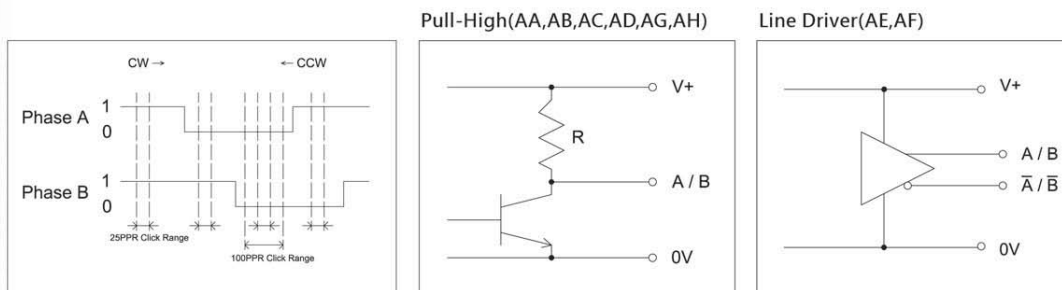 CW → ← CCW
Phase A 1
0
Phase B 1
0
25PPR Click Range
100PPR Click Range
Pull-High(AA,AB,AC,AD,AG,AH)
V+
R
A / B
0V
Line Driver(AE,AF)
V+
A / B
A̅ / B̅
0V